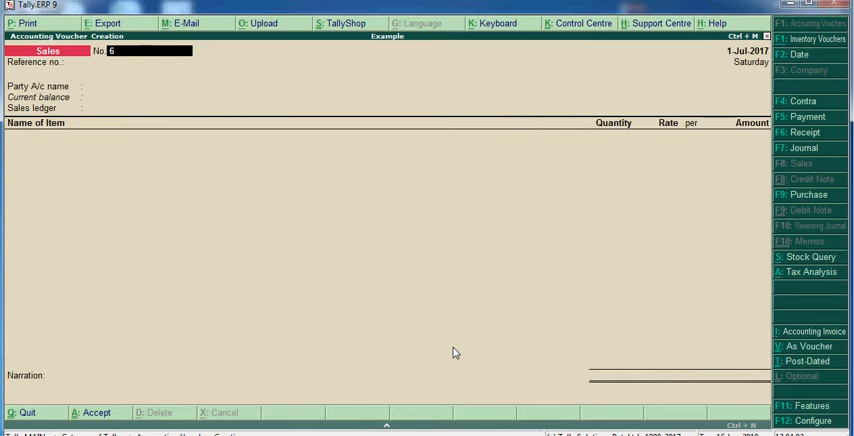 Tally.ERP 9
P: Print E: Export M: E-Mail O: Upload S: TallyShop G: Language K: Keyboard K: Control Centre H: Support Centre H: Help
Accounting Voucher Creation Example Ctrl + M
Sales No. 6 1-Jul-2017
Reference no.: Saturday
Party A/c name :
Current balance :
Sales ledger :
Name of Item Quantity Rate per Amount
Narration:
Q: Quit A: Accept D: Delete X: Cancel
Ctrl + N
F1: Accounting Vouchers
F1: Inventory Vouchers
F2: Date
F3: Company
F4: Contra
F5: Payment
F6: Receipt
F7: Journal
F8: Sales
F8: Credit Note
F9: Purchase
F9: Debit Note
F10: Reversing Journal
F10: Memos
S: Stock Query
A: Tax Analysis
I: Accounting Invoice
V: As Voucher
T: Post-Dated
L: Optional
F11: Features
F12: Configure